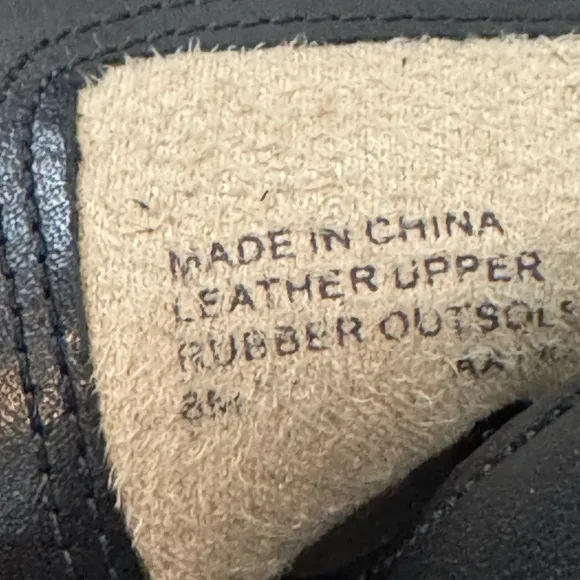 MADE IN CHINA
LEATHER UPPER
RUBBER OUTSOLE
8M